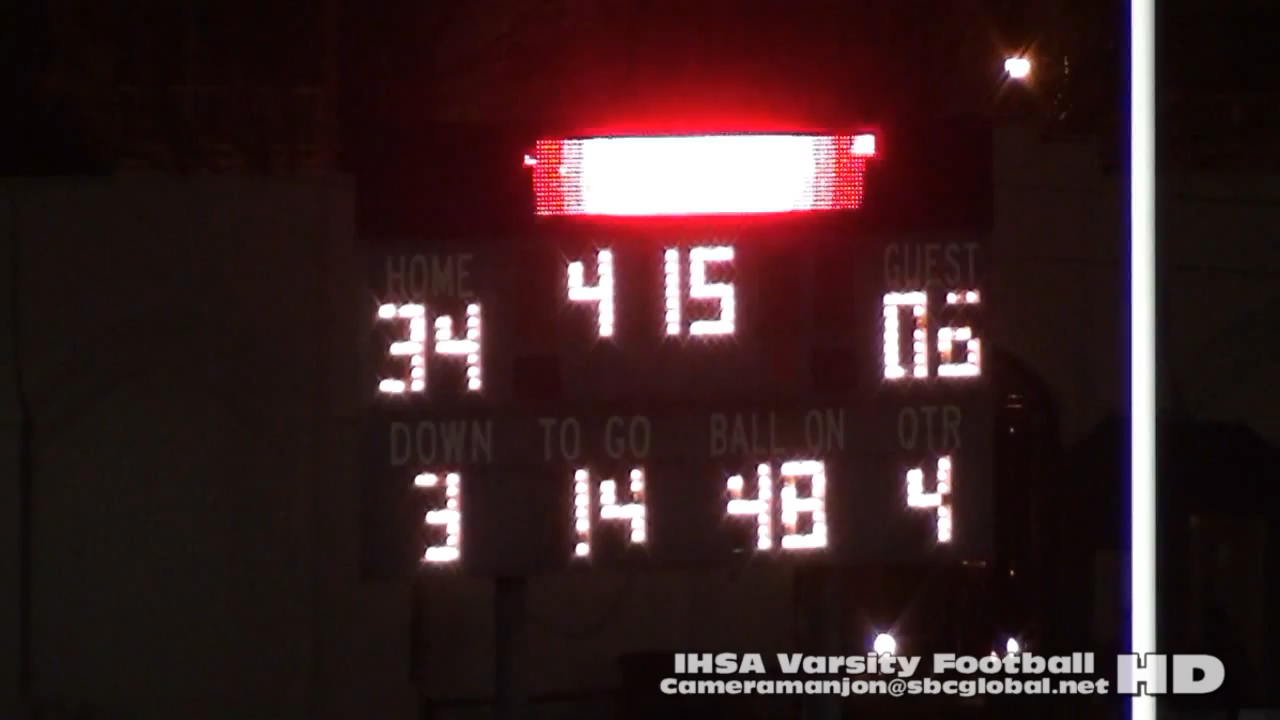 HOME 4 15 GUEST
34 06
DOWN TO GO BALL ON QTR
3 14 48 4
IHSA Varsity Football HD
Cameramanjon@sbcglobal.net